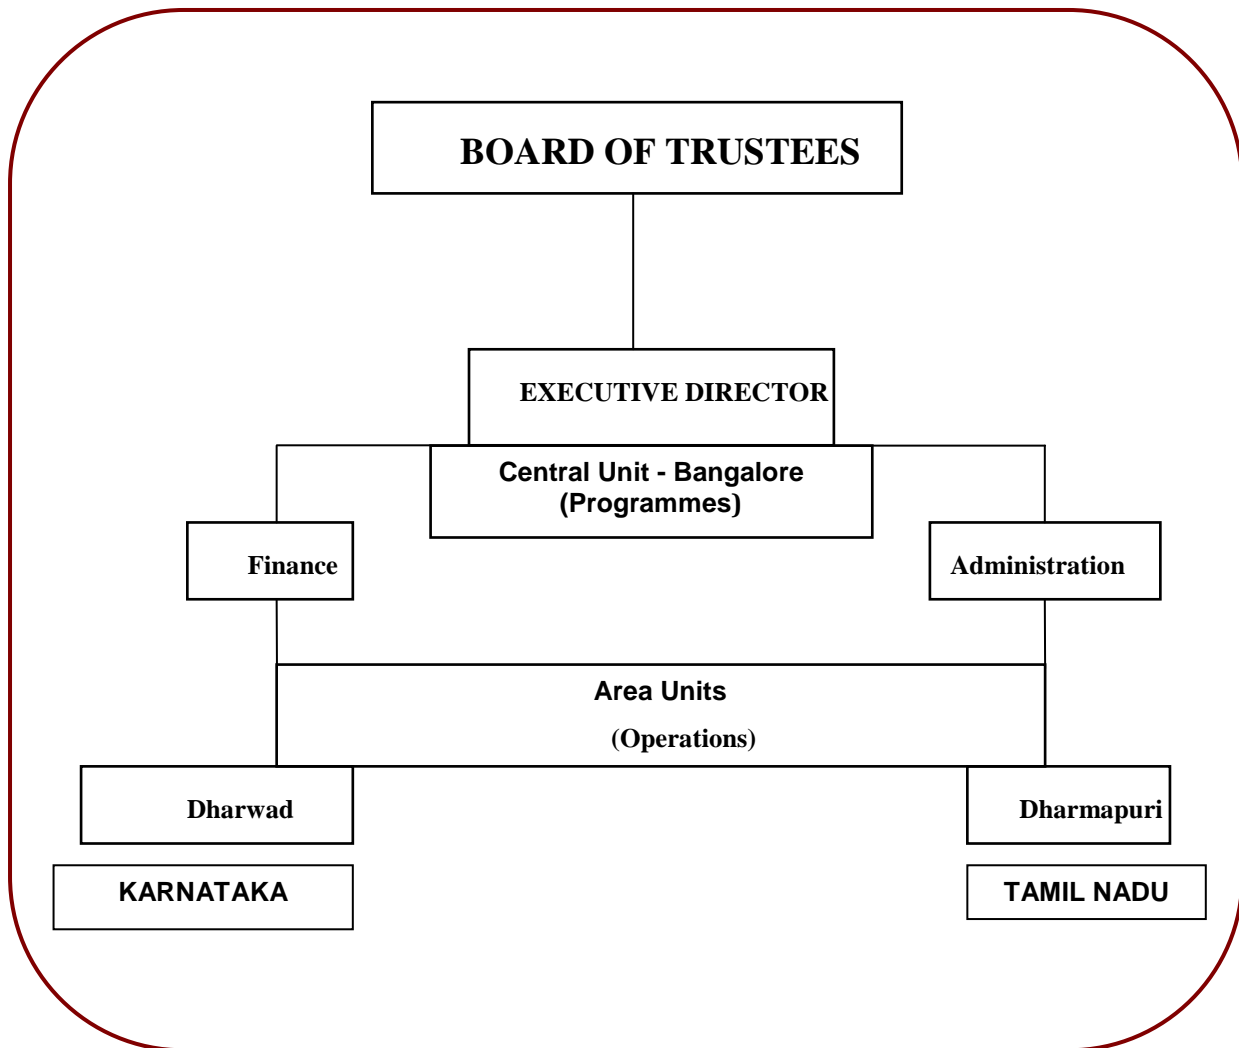 BOARD OF TRUSTEES
EXECUTIVE DIRECTOR
Central Unit - Bangalore
(Programmes)
Finance
Administration
Area Units
(Operations)
Dharwad
Dharmapuri
KARNATAKA
TAMIL NADU